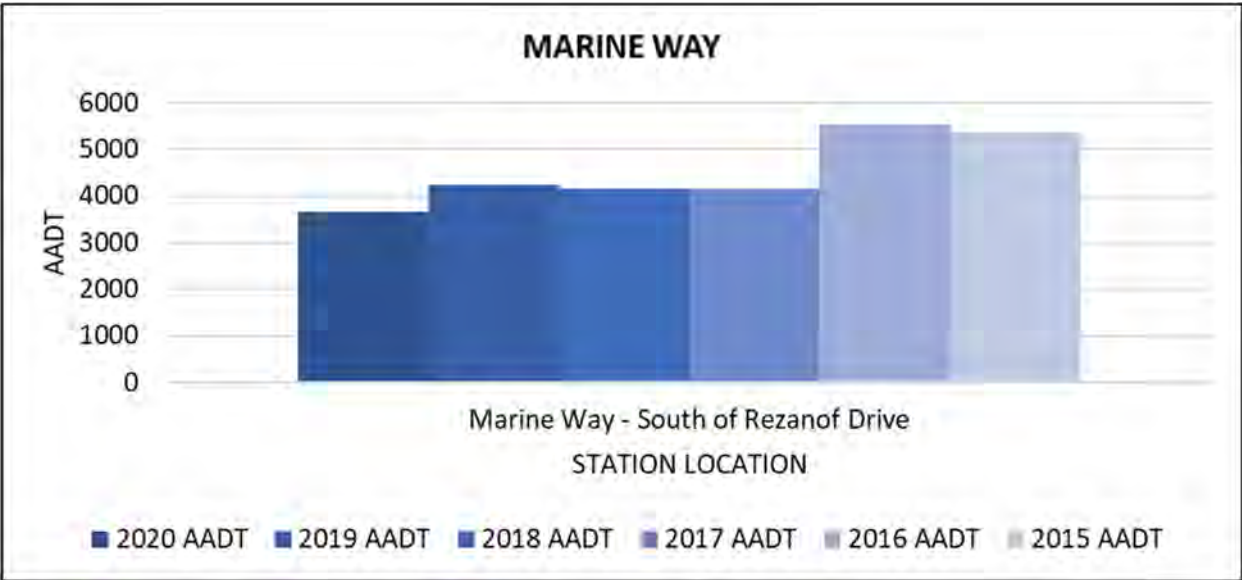 MARINE WAY
6000
5000
4000
3000
2000
1000
0
AADT
Marine Way - South of Rezanof Drive
STATION LOCATION
2020 AADT 2019 AADT 2018 AADT 2017 AADT 2016 AADT 2015 AADT